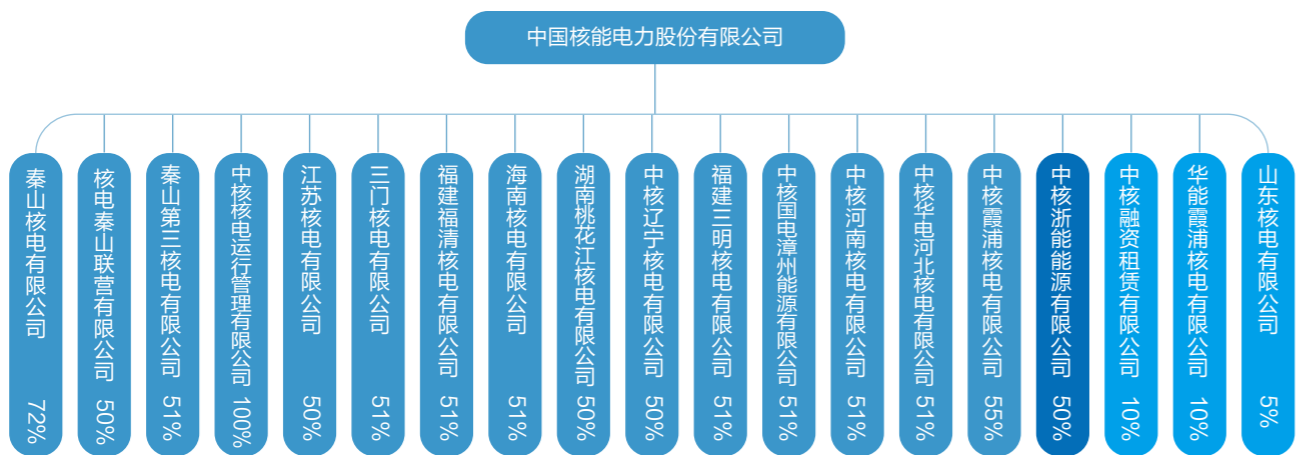 中国核能电力股份有限公司
秦山核电有限公司 72%
核电秦山联营有限公司 50%
秦山第三核电有限公司 51%
中核核电运行管理有限公司 100%
江苏核电有限公司 50%
三门核电有限公司 51%
福建福清核电有限公司 51%
海南核电有限公司 51%
湖南桃花江核电有限公司 50%
中核辽宁核电有限公司 50%
福建三明核电有限公司 51%
中核国电漳州能源有限公司 51%
中核河南核电有限公司 51%
中核华电河北核电有限公司 51%
中核霞浦核电有限公司 55%
中核浙能能源有限公司 50%
中核融资租赁有限公司 10%
华能霞浦核电有限公司 10%
山东核电有限公司 5%